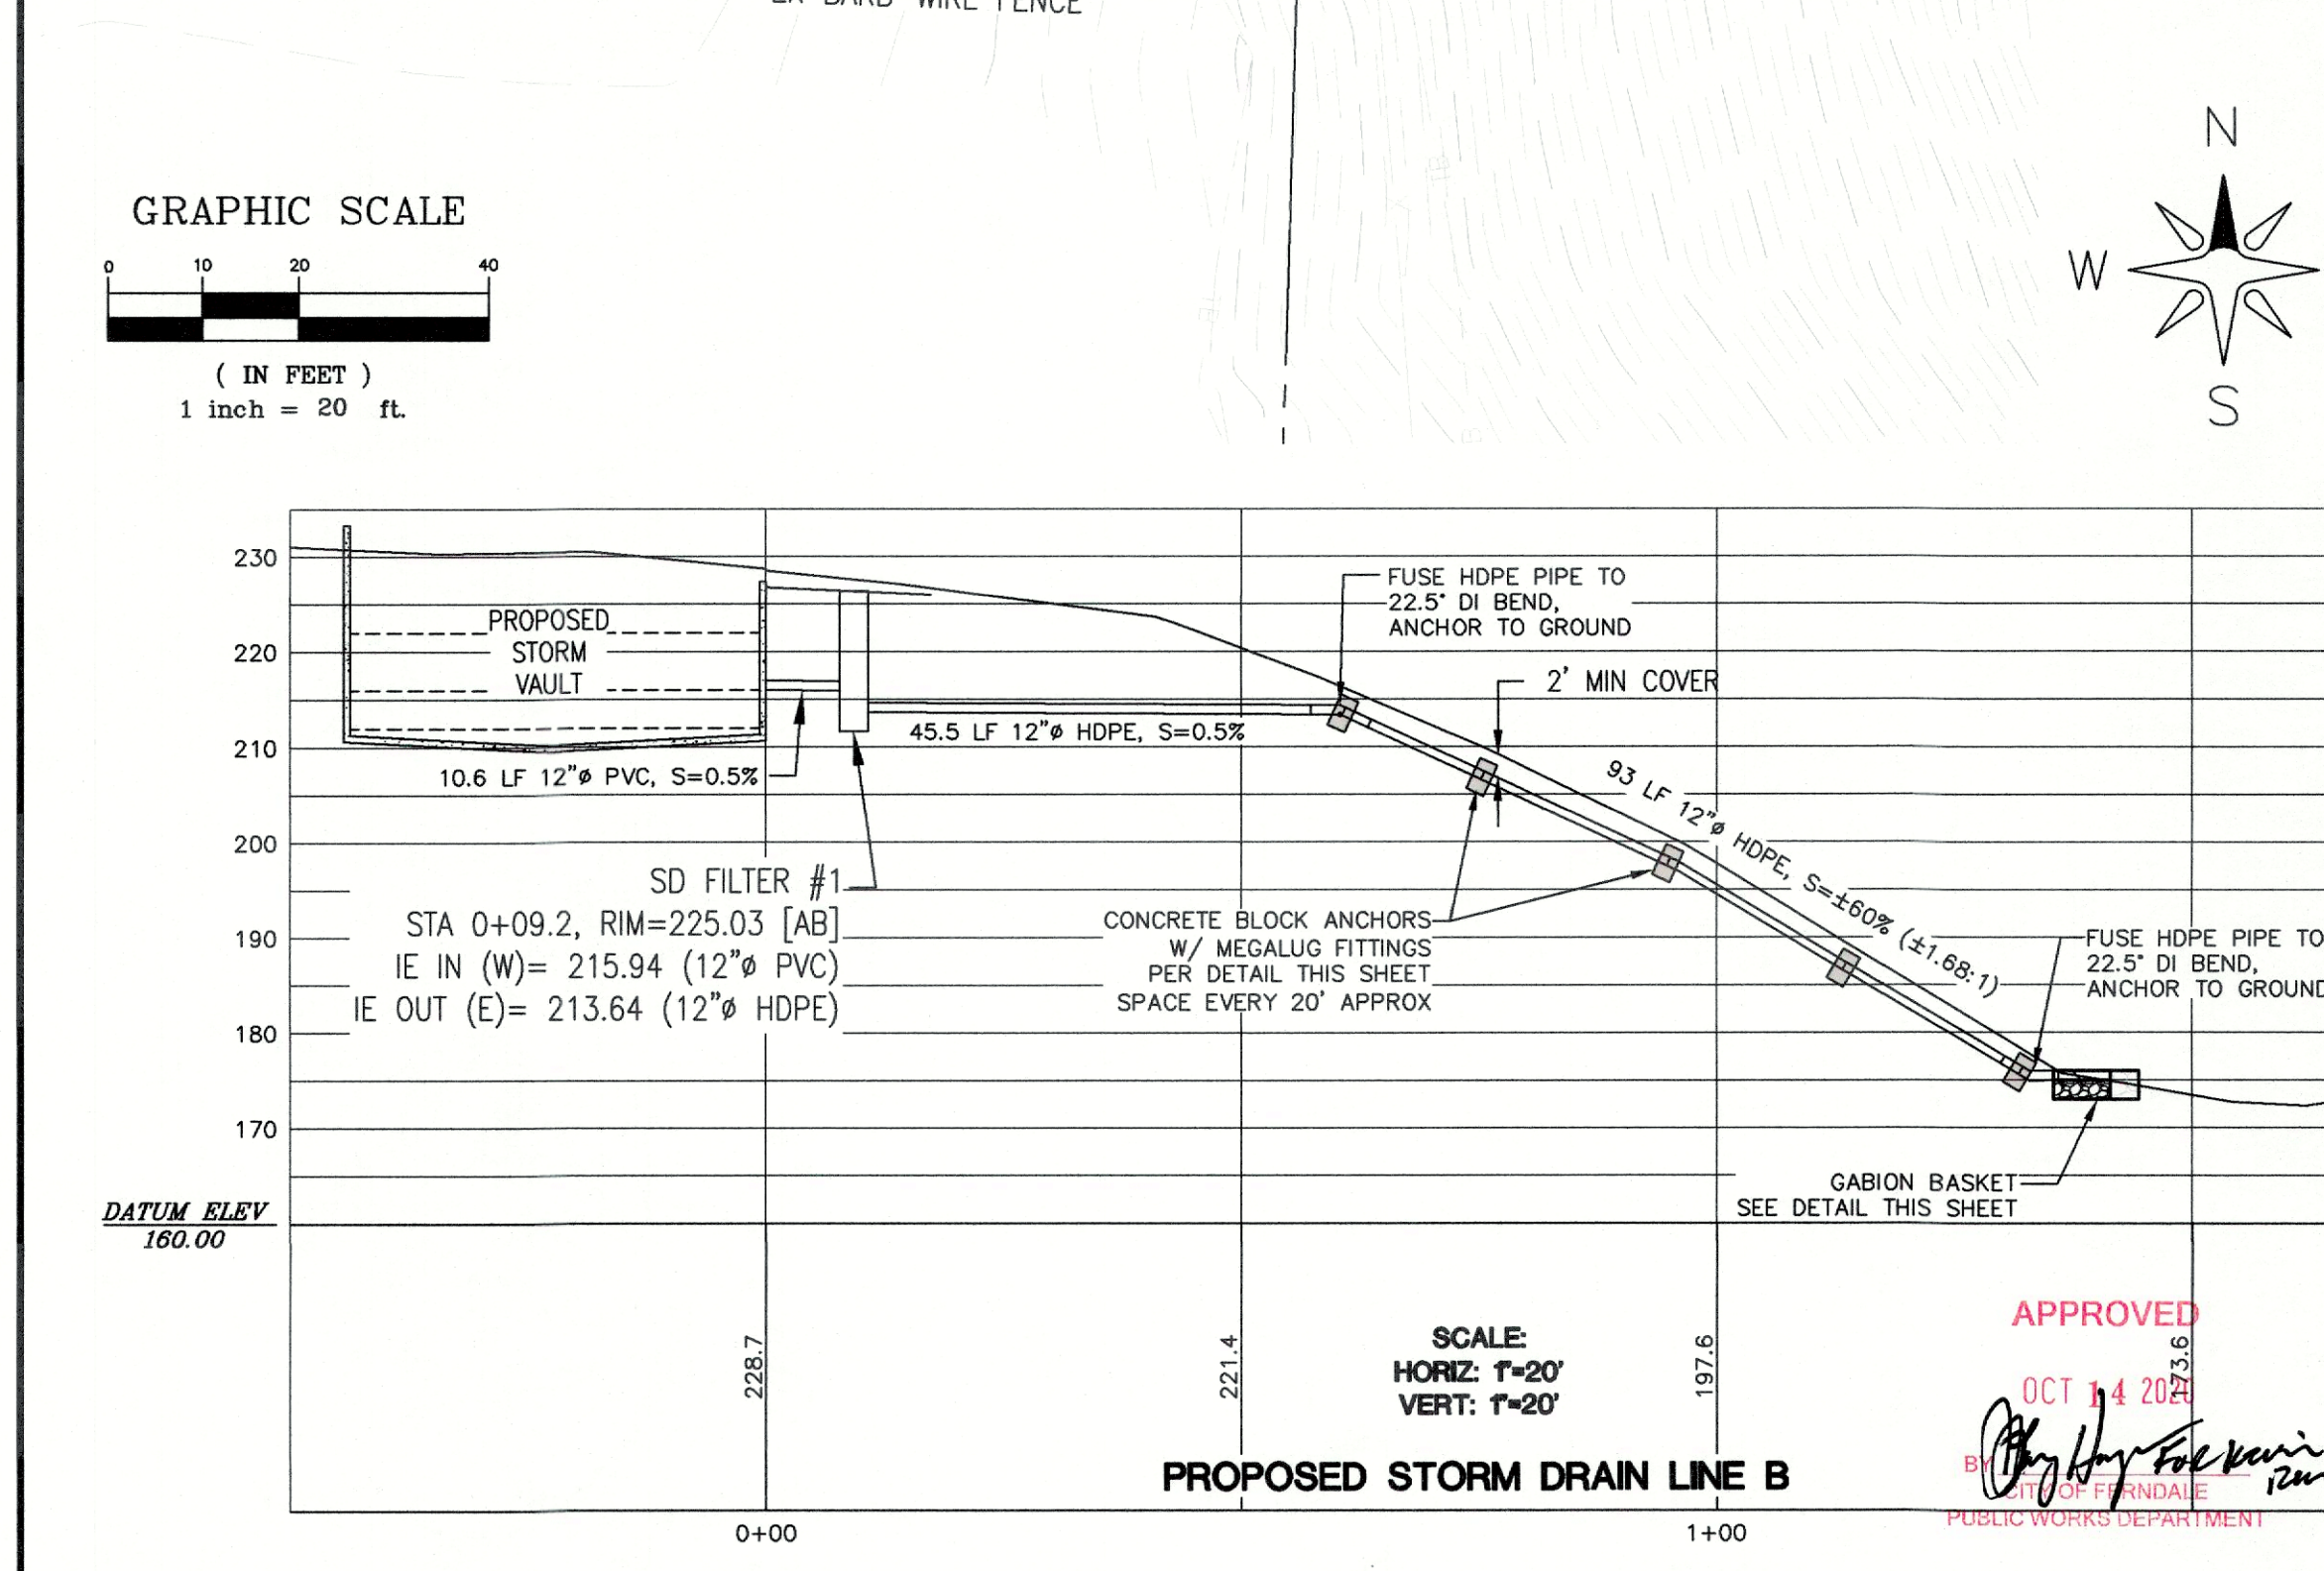 GRAPHIC SCALE
0 10 20 40
( IN FEET )
1 inch = 20 ft.
N
W
S
230
220
210
200
190
180
170
DATUM ELEV
160.00
PROPOSED
STORM
VAULT
10.6 LF 12"ø PVC, S=0.5%
45.5 LF 12"ø HDPE, S=0.5%
SD FILTER #1
STA 0+09.2, RIM=225.03 [AB]
IE IN (W)= 215.94 (12"ø PVC)
IE OUT (E)= 213.64 (12"ø HDPE)
FUSE HDPE PIPE TO
22.5° DI BEND,
ANCHOR TO GROUND
2' MIN COVER
93 LF 12"ø HDPE, S=±60% (±1.68:1)
CONCRETE BLOCK ANCHORS
W/ MEGALUG FITTINGS
PER DETAIL THIS SHEET
SPACE EVERY 20' APPROX
FUSE HDPE PIPE TO
22.5° DI BEND,
ANCHOR TO GROUND
GABION BASKET
SEE DETAIL THIS SHEET
228.7
221.4
197.6
173.6
SCALE:
HORIZ: 1"=20'
VERT: 1"=20'
PROPOSED STORM DRAIN LINE B
0+00
1+00
APPROVED
OCT 14 2020
BY
CITY OF FERNDALE
PUBLIC WORKS DEPARTMENT